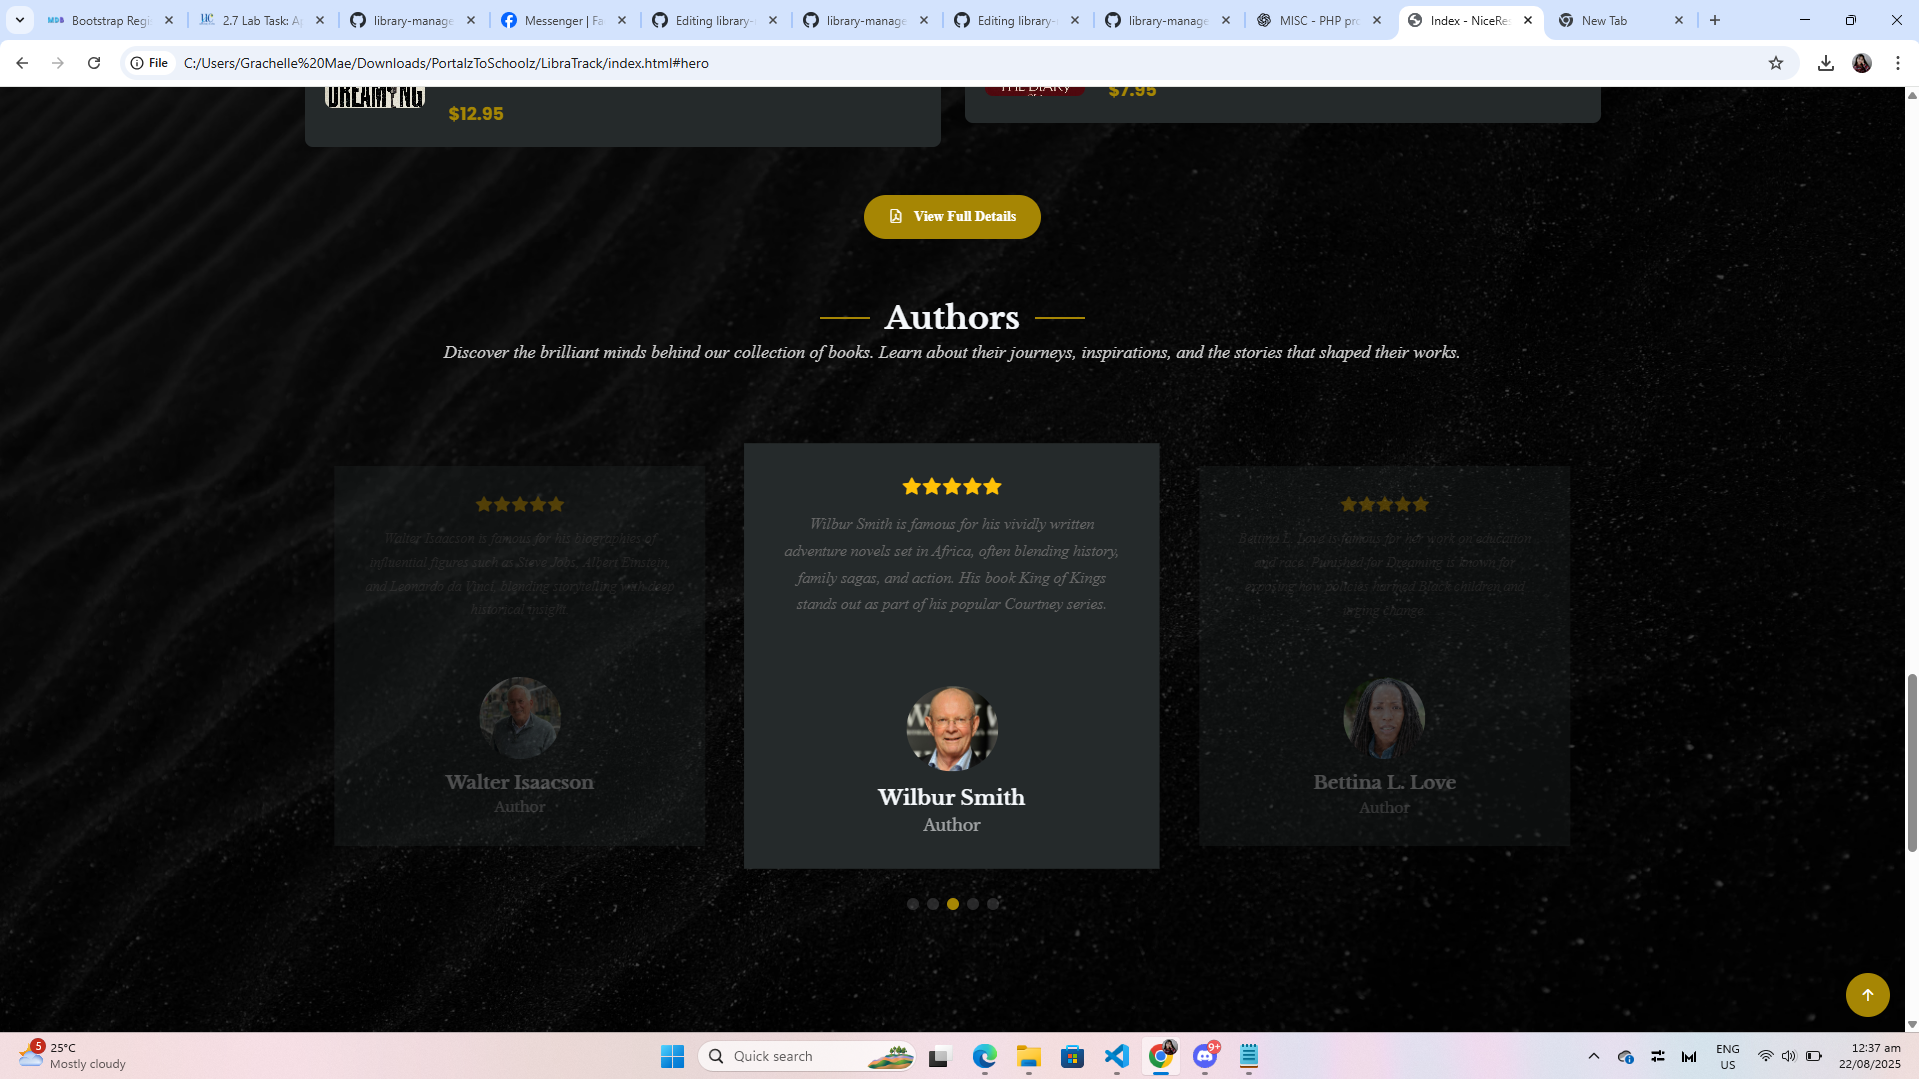 Bootstrap Regi
2.7 Lab Task: Ap
library-manage
Messenger | Fa
Editing library-
library-manage
Editing library-
library-manage
MISC - PHP pro
Index - NiceRes
New Tab
File
C:/Users/Grachelle%20Mae/Downloads/PortalzToSchoolz/LibraTrack/index.html#hero
DREAMING
$12.95
THE DIARY
$7.95
View Full Details
Authors
Discover the brilliant minds behind our collection of books. Learn about their journeys, inspirations, and the stories that shaped their works.
Walter Isaacson is famous for his biographies of
influential figures such as Steve Jobs, Albert Einstein,
and Leonardo da Vinci, blending storytelling with deep
historical insight.
Walter Isaacson
Author
Wilbur Smith is famous for his vividly written
adventure novels set in Africa, often blending history,
family sagas, and action. His book King of Kings
stands out as part of his popular Courtney series.
Wilbur Smith
Author
Bettina L. Love is famous for her work on education
and race. Punished for Dreaming is known for
exposing how policies harmed Black children and
urging change.
Bettina L. Love
Author
5
25°C
Mostly cloudy
Quick search
9+
ENG
US
12:37 am
22/08/2025